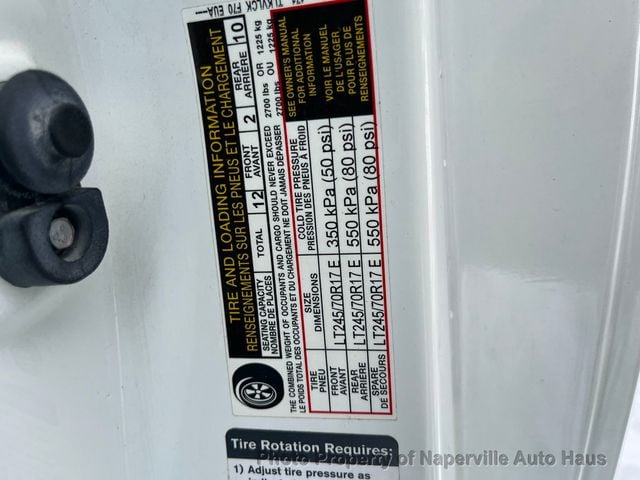 TIRE AND LOADING INFORMATION
RENSEIGNEMENTS SUR LES PNEUS ET LE CHARGEMENT
SEATING CAPACITY
NOMBRE DE PLACES
TOTAL 12
FRONT
AVANT 2
REAR
ARRIÈRE 10
THE COMBINED WEIGHT OF OCCUPANTS AND CARGO SHOULD NEVER EXCEED 2700 lbs OR 1225 kg
LE POIDS TOTAL DES OCCUPANTS ET DU CHARGEMENT NE DOIT JAMAIS DÉPASSER 2700 lbs OU 1225 kg
TIRE
PNEU
SIZE
DIMENSIONS
COLD TIRE PRESSURE
PRESSION DES PNEUS À FROID
FRONT
AVANT
LT245/70R17 E
350 kPa (50 psi)
REAR
ARRIÈRE
LT245/70R17 E
550 kPa (80 psi)
SPARE
DE SECOURS
LT245/70R17 E
550 kPa (80 psi)
SEE OWNER'S MANUAL
FOR ADDITIONAL
INFORMATION
VOIR LE MANUEL
DE L'USAGER
POUR PLUS DE
RENSEIGNEMENTS
Tire Rotation Requires:
1) Adjust tire pressure as
Photo Property of Naperville Auto Haus